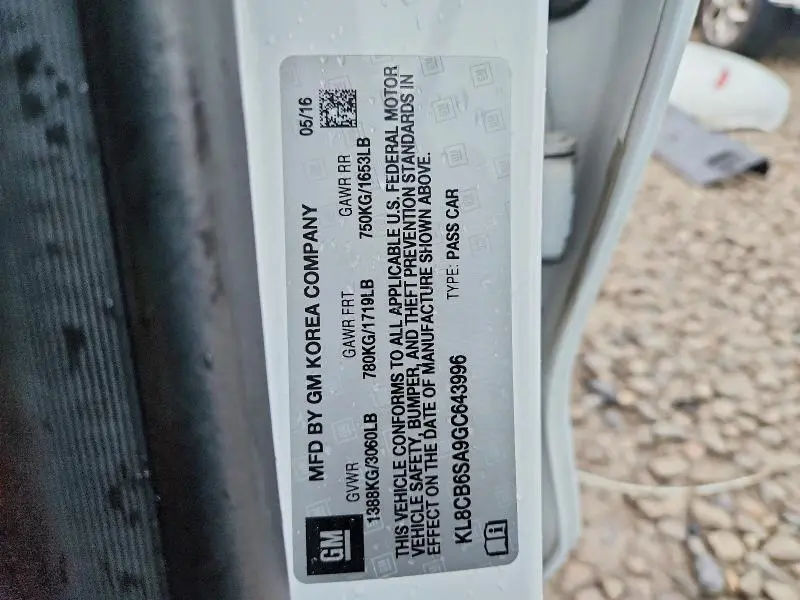 GM
MFD BY GM KOREA COMPANY 05/16
GVWR GAWR FRT GAWR RR
1388KG/3060LB 780KG/1719LB 750KG/1653LB
THIS VEHICLE CONFORMS TO ALL APPLICABLE U.S. FEDERAL MOTOR
VEHICLE SAFETY, BUMPER, AND THEFT PREVENTION STANDARDS IN
EFFECT ON THE DATE OF MANUFACTURE SHOWN ABOVE.
TYPE: PASS CAR
KL8CB6SA9GC643996